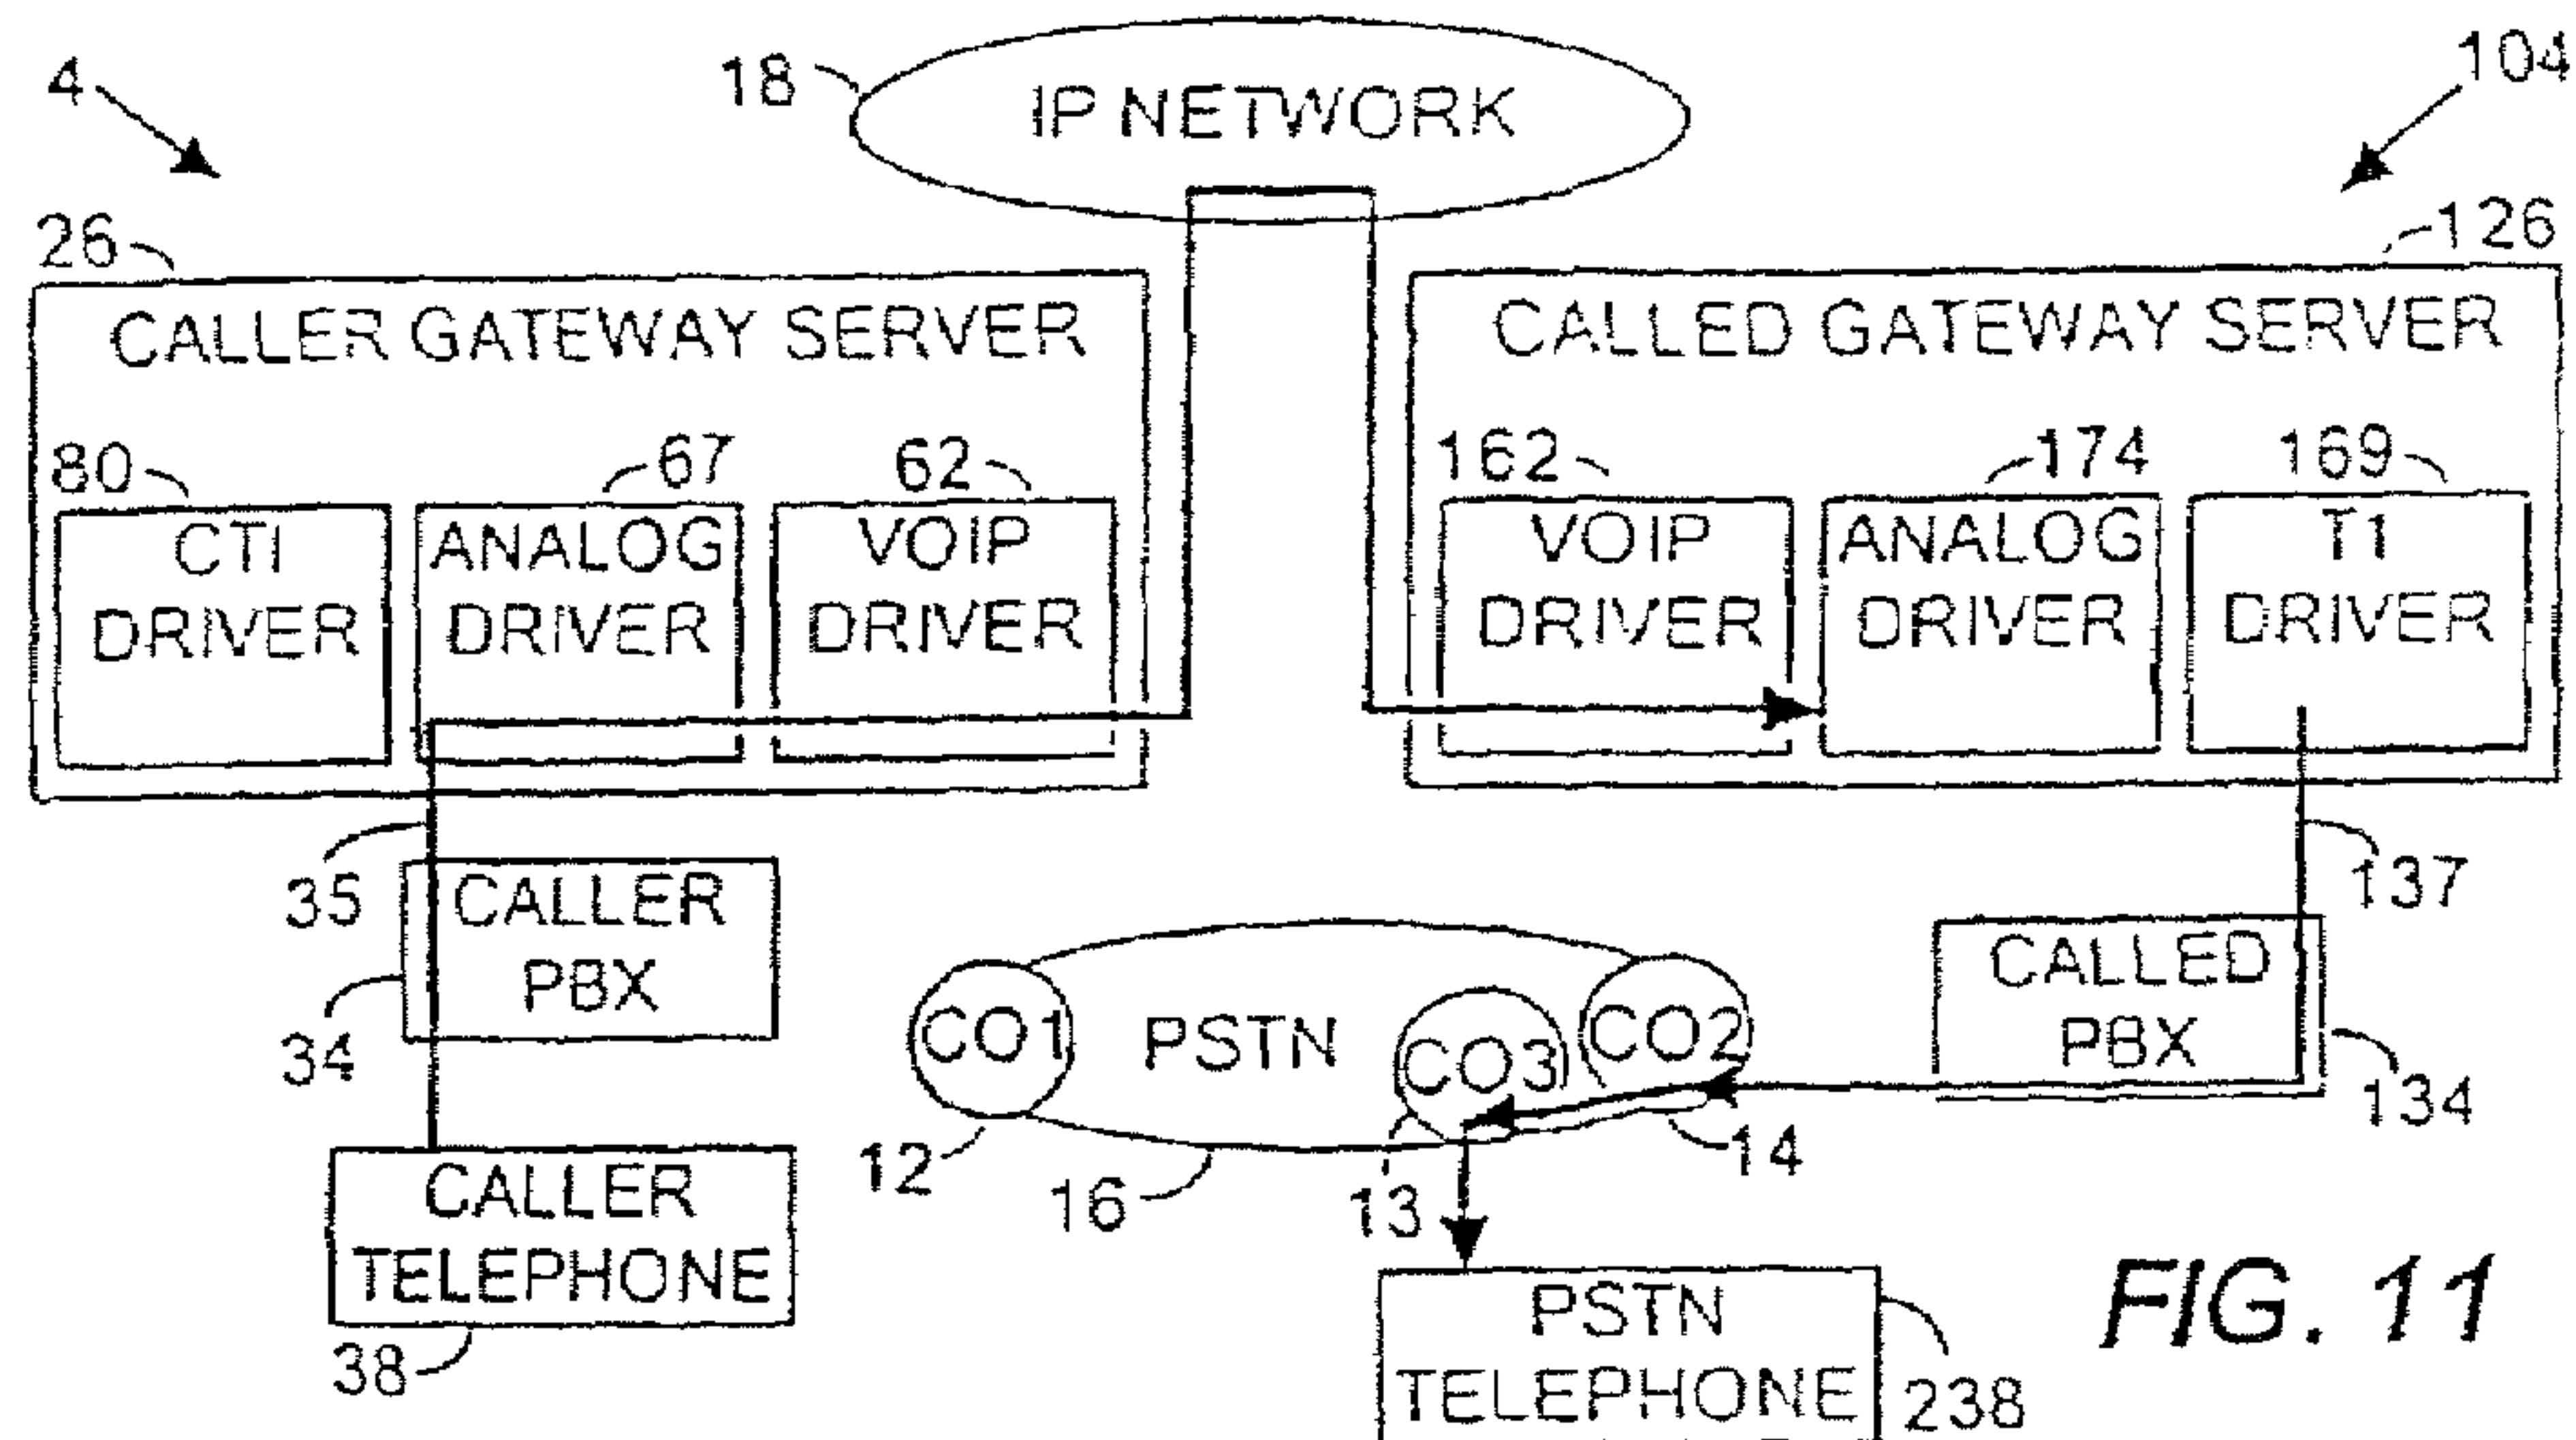 4
18
IP NETWORK
104
26
126
CALLER GATEWAY SERVER
CALLED GATEWAY SERVER
80
67
62
162
174
169
CTI
DRIVER
ANALOG
DRIVER
VOIP
DRIVER
VOIP
DRIVER
ANALOG
DRIVER
T1
DRIVER
35
CALLER
PBX
34
137
CALLED
PBX
134
CO1
PSTN
CO3
CO2
12
16
13
14
CALLER
TELEPHONE
38
PSTN
TELEPHONE
238
FIG. 11